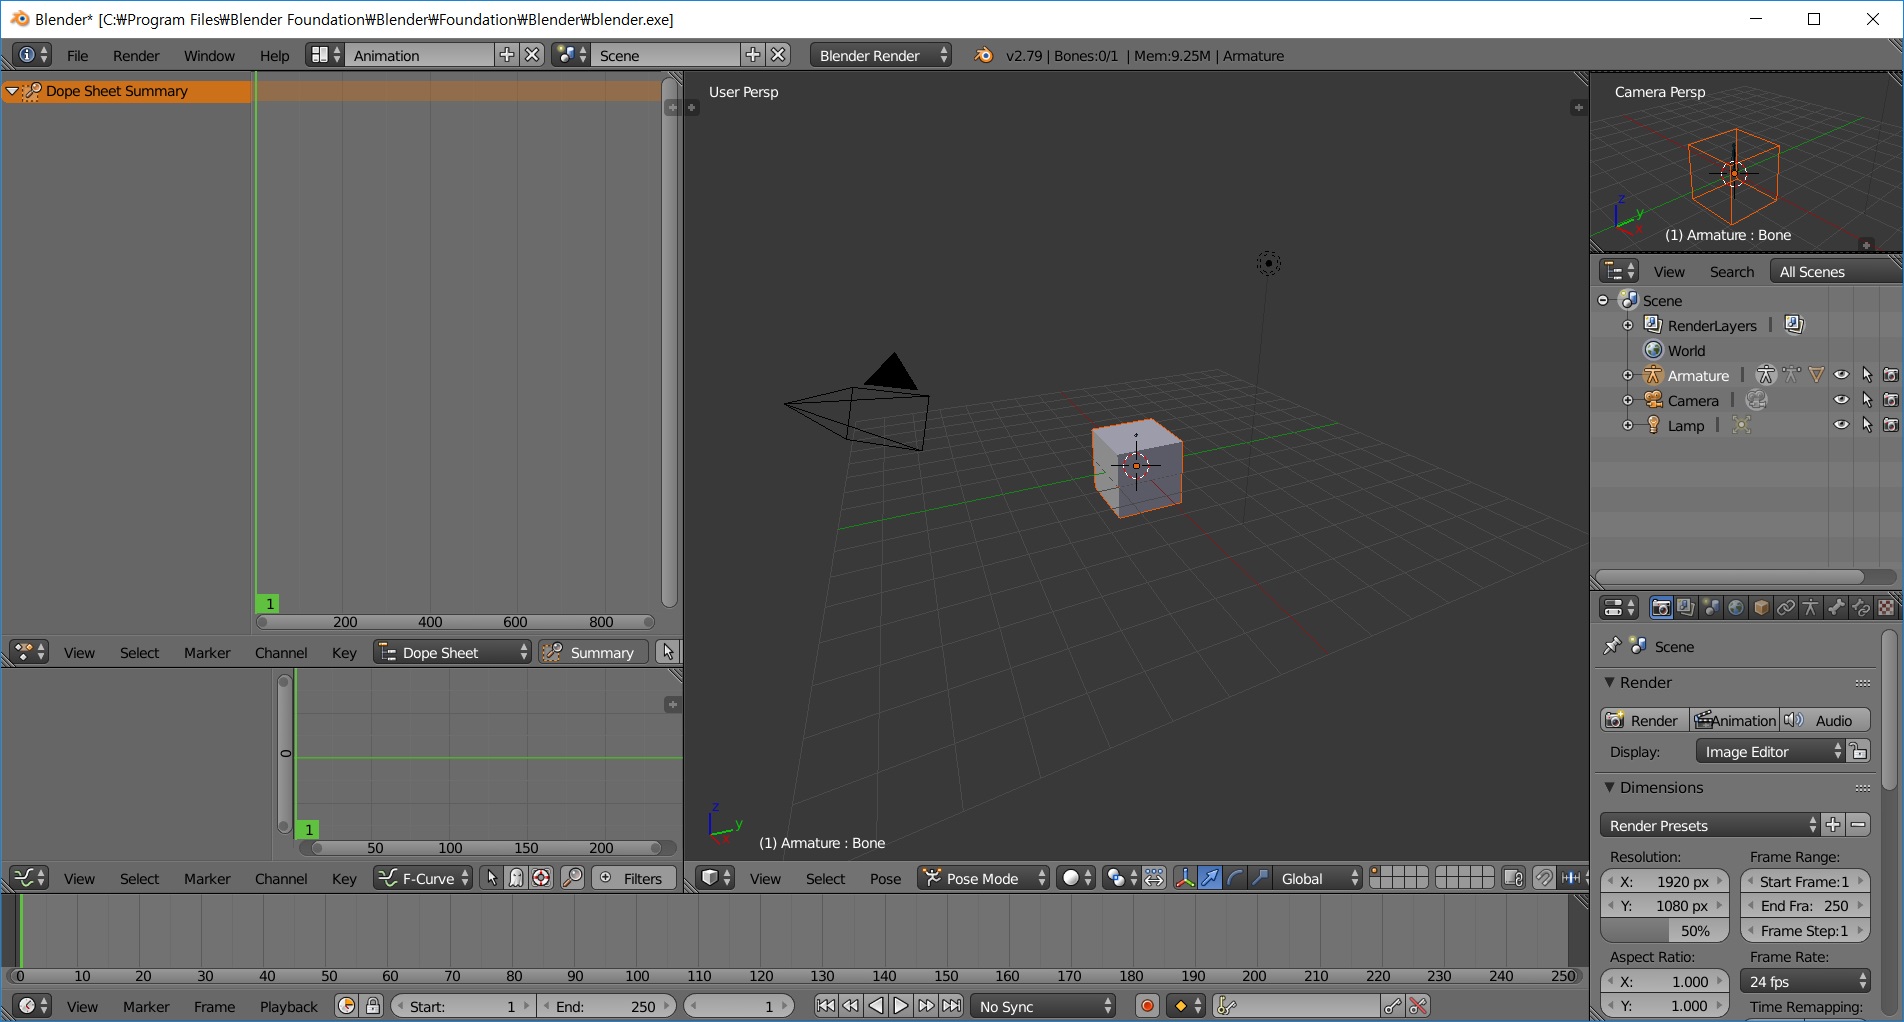 Blender* [C:₩Program Files₩Blender Foundation₩Blender₩Foundation₩Blender₩blender.exe]
File Render Window Help Animation Scene Blender Render v2.79 | Bones:0/1 | Mem:9.25M | Armature
Dope Sheet Summary
1
200 400 600 800
View Select Marker Channel Key Dope Sheet Summary
0
1
50 100 150 200
View Select Marker Channel Key F-Curve Filters
User Persp
z
y
x
(1) Armature : Bone
View Select Pose Pose Mode Global
Camera Persp
z
y
x
(1) Armature : Bone
View Search All Scenes
Scene
RenderLayers
World
Armature
Camera
Lamp
Scene
Render
Render Animation Audio
Display: Image Editor
Dimensions
Render Presets
Resolution: Frame Range:
X: 1920 px Start Frame:1
Y: 1080 px End Fra: 250
50% Frame Step:1
Aspect Ratio: Frame Rate:
X: 1.000 24 fps
Y: 1.000 Time Remapping:
0 10 20 30 40 50 60 70 80 90 100 110 120 130 140 150 160 170 180 190 200 210 220 230 240 250
View Marker Frame Playback Start: 1 End: 250 1 No Sync